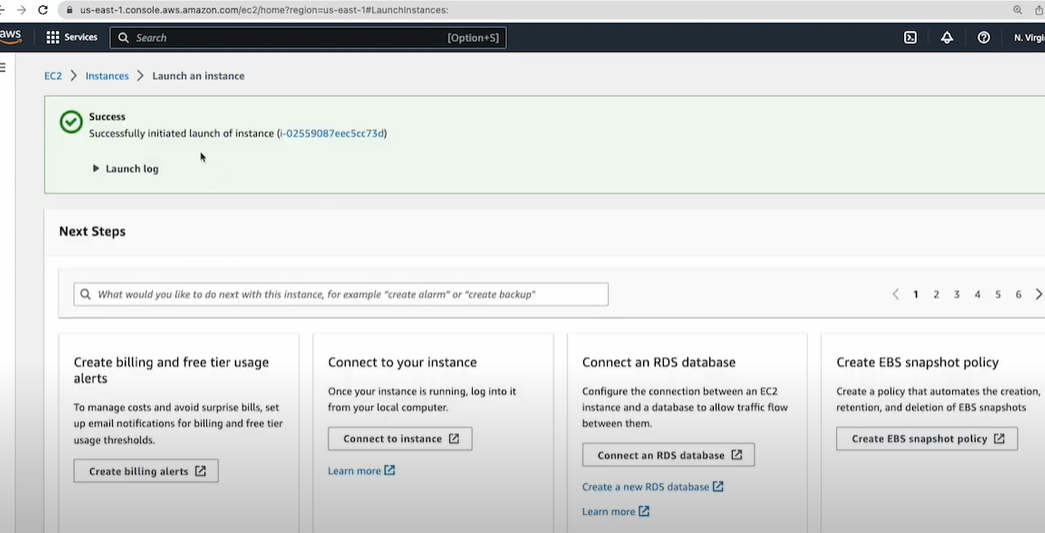 us-east-1.console.aws.amazon.com/ec2/home?region=us-east-1#LaunchInstances:
aws
Services
Search
[Option+S]
N. Virgi
EC2 > Instances > Launch an instance
Success
Successfully initiated launch of instance (i-02559087eec5cc73d)
Launch log
Next Steps
What would you like to do next with this instance, for example "create alarm" or "create backup"
< 1 2 3 4 5 6 >
Create billing and free tier usage
alerts
To manage costs and avoid surprise bills, set
up email notifications for billing and free tier
usage thresholds.
Create billing alerts
Connect to your instance
Once your instance is running, log into it
from your local computer.
Connect to instance
Learn more
Connect an RDS database
Configure the connection between an EC2
instance and a database to allow traffic flow
between them.
Connect an RDS database
Create a new RDS database
Learn more
Create EBS snapshot policy
Create a policy that automates the creation,
retention, and deletion of EBS snapshots
Create EBS snapshot policy